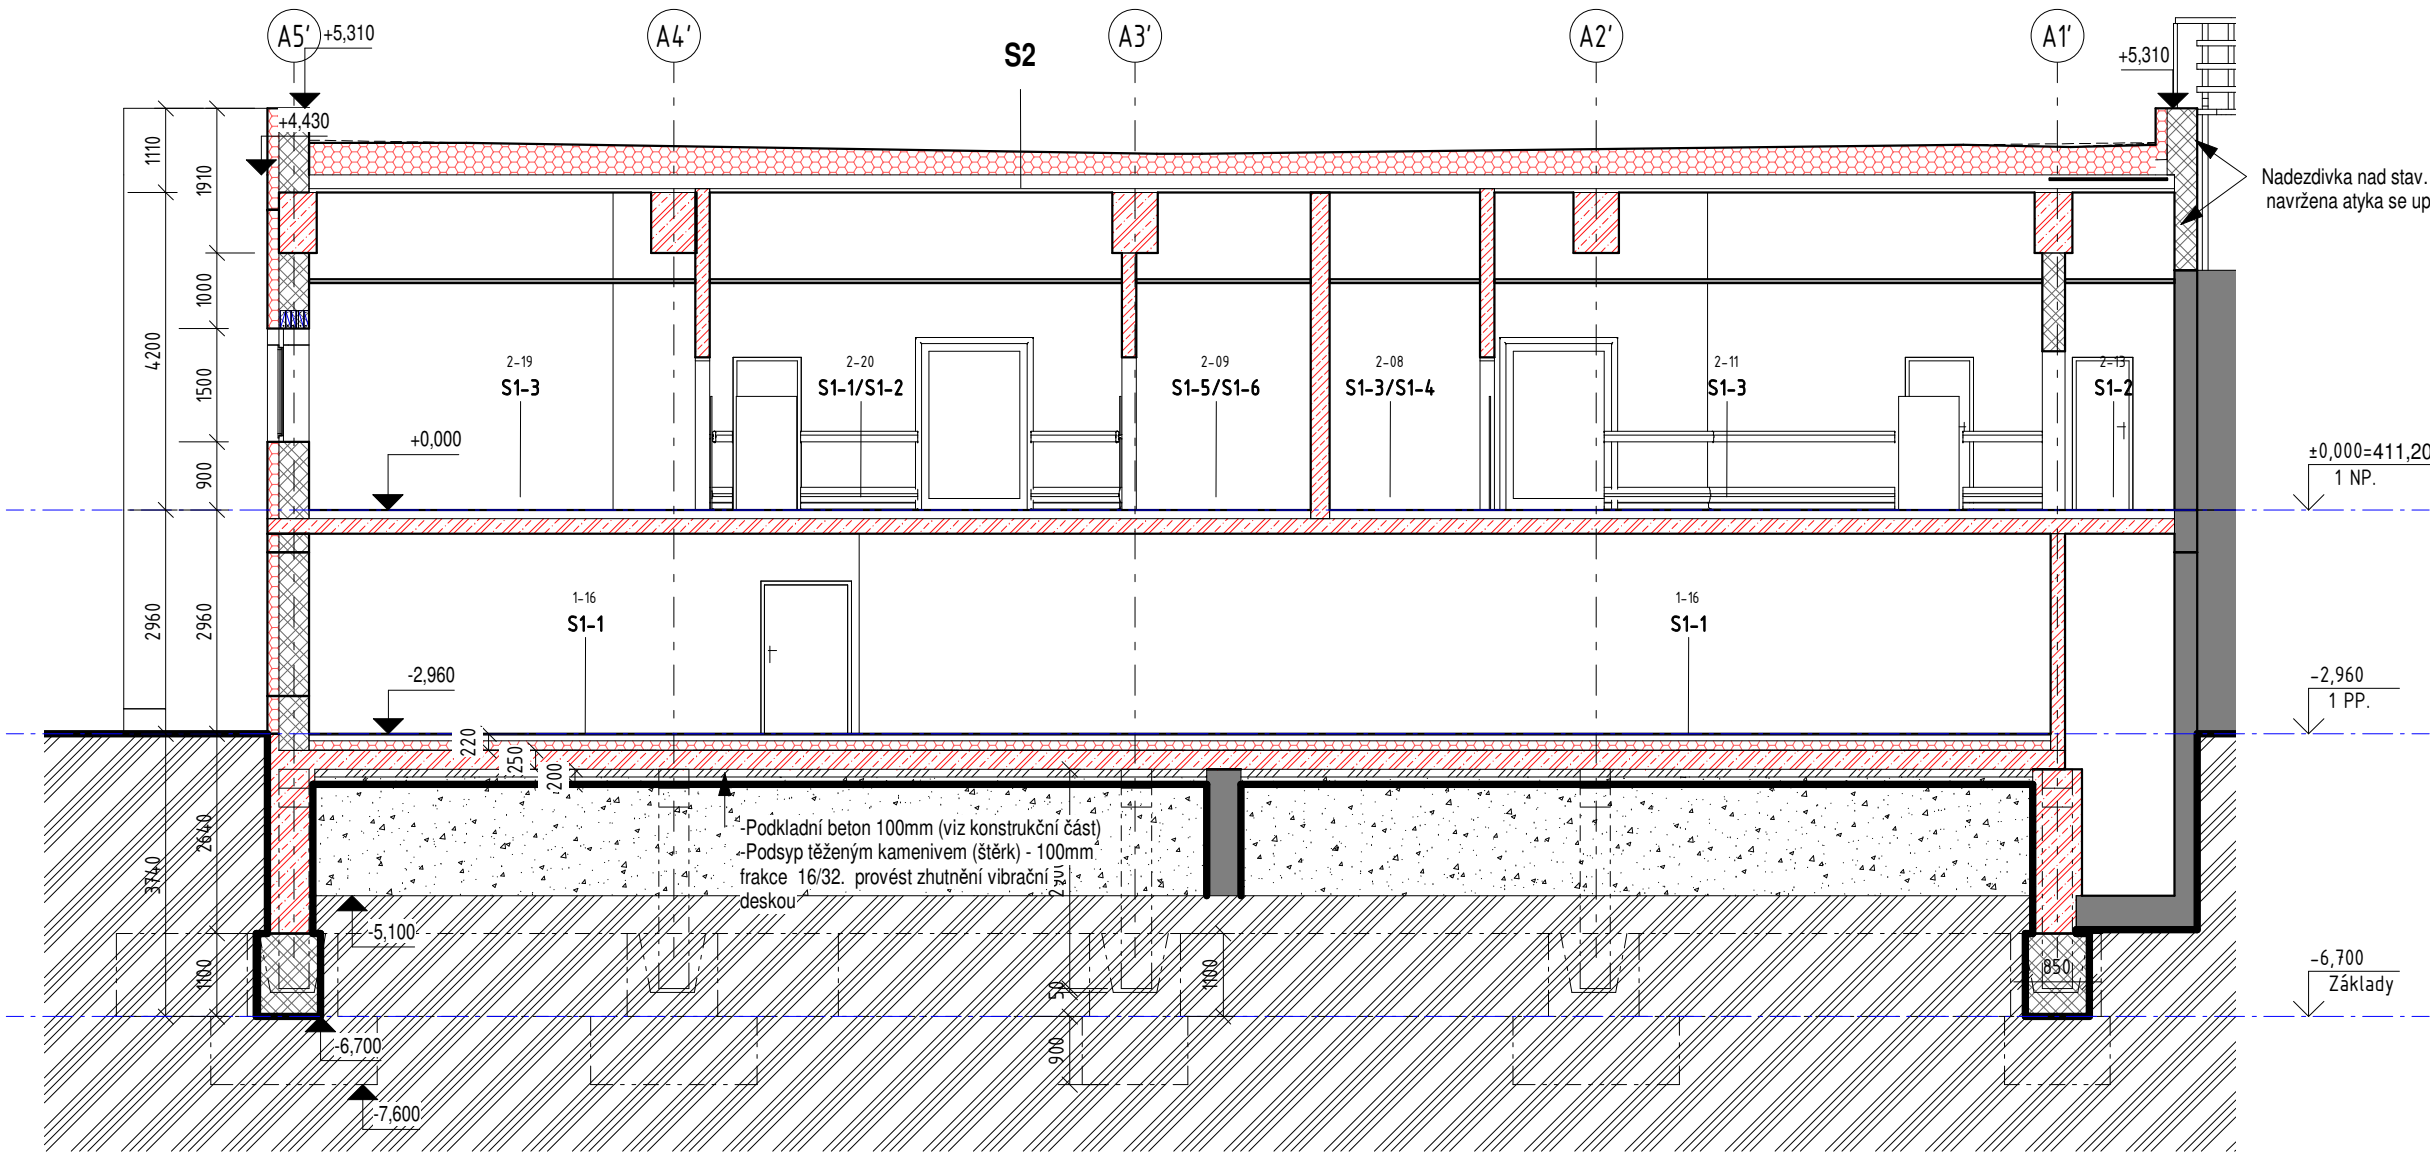 A5'
A4'
A3'
A2'
A1'
+5,310
S2
+5,310
+4,430
1110
1910
Nadezdivka nad stav.
navržena atyka se up
1000
4200
1500
900
2-19
S1-3
2-20
S1-1/S1-2
2-09
S1-5/S1-6
2-08
S1-3/S1-4
2-11
S1-3
2-13
S1-2
+0,000
±0,000=411,20
1 NP.
2960
2960
1-16
S1-1
1-16
S1-1
-2,960
-2,960
1 PP.
220
250
200
-Podkladní beton 100mm (viz konstrukční část)
-Podsyp těženým kamenivem (štěrk) - 100mm
frakce 16/32. provést zhutnění vibrační
deskou
2640
3740
-5,100
1100
50
1100
850
-6,700
Základy
-6,700
900
-7,600